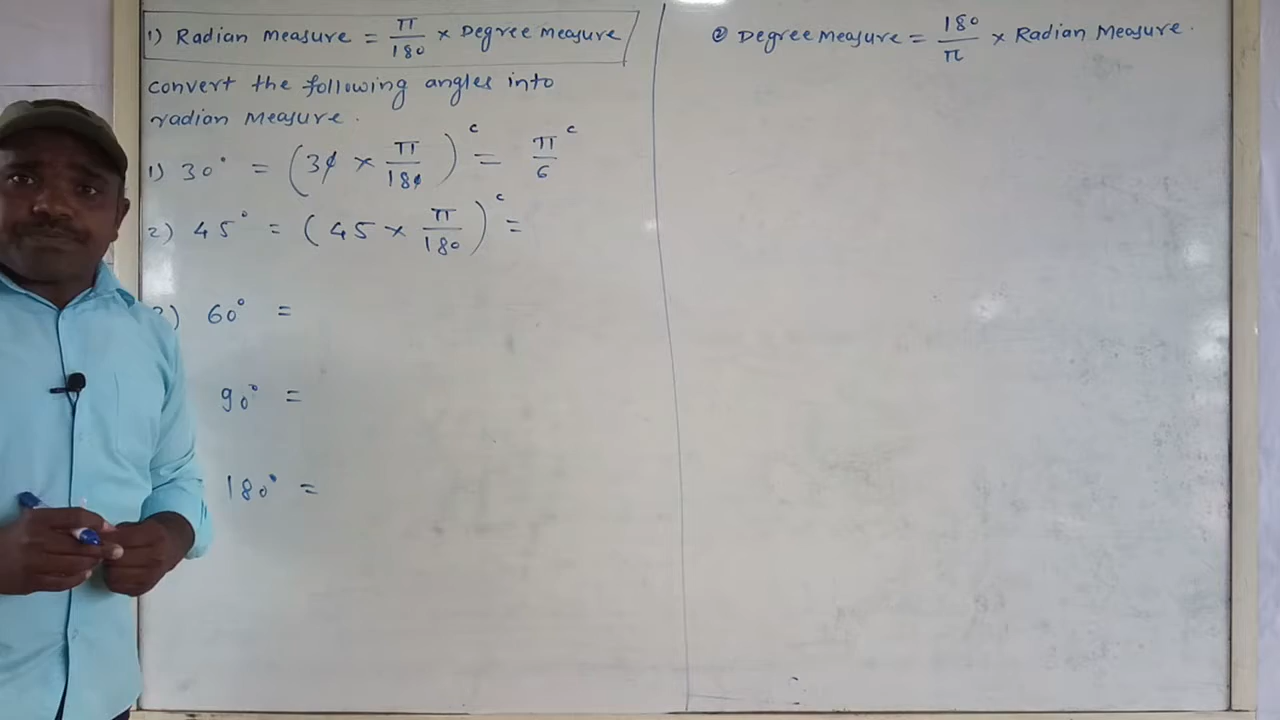 1) Radian Measure = π/180 × Degree Measure
convert the following angles into
radian Measure.
1) 30° = (30 × π/180)ᶜ = π/6 ᶜ
2) 45° = (45 × π/180)ᶜ =
3) 60° =
90° =
180° =
② Degree Measure = 180/π × Radian Measure.